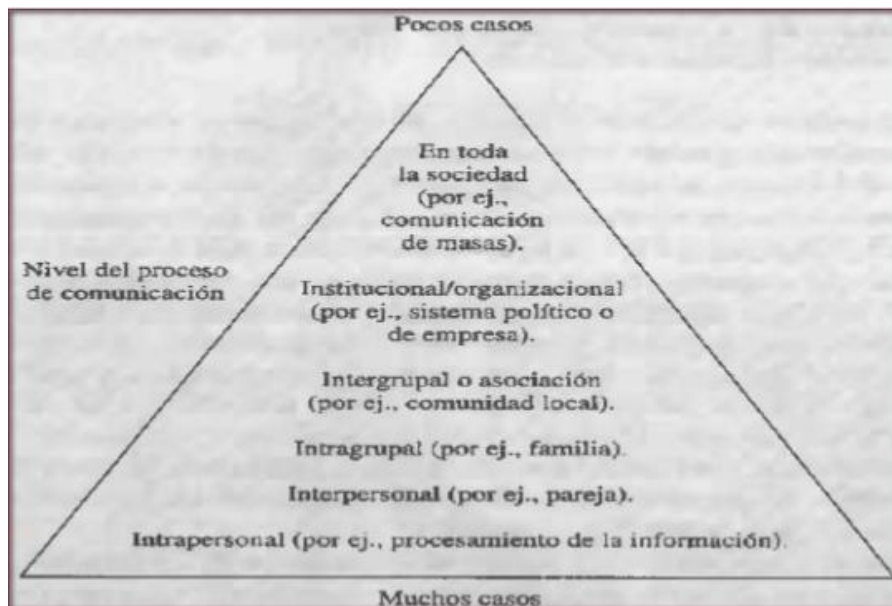 Pocos casos
En toda
la sociedad
(por ej.,
comunicación
de masas).
Nivel del proceso
de comunicación
Institucional/organizacional
(por ej., sistema político o
de empresa).
Intergrupal o asociación
(por ej., comunidad local).
Intragrupal (por ej., familia).
Interpersonal (por ej., pareja).
Intrapersonal (por ej., procesamiento de la información).
Muchos casos